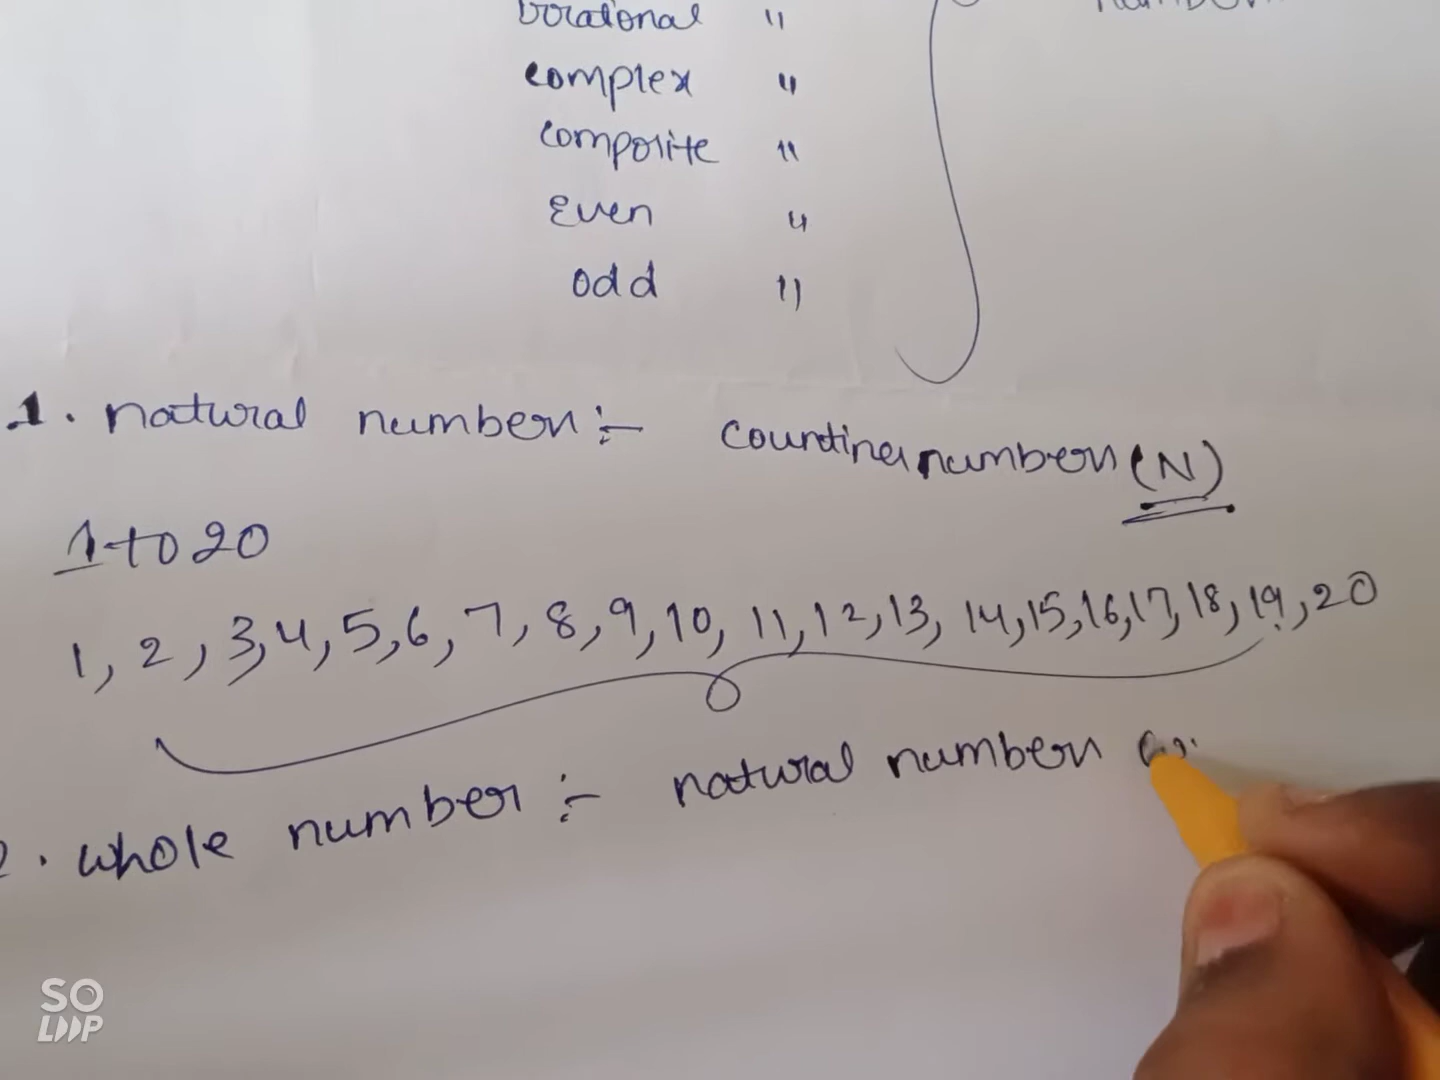 irrational "
complex "
composite "
Even "
odd "
1. natural number :- counting number (N)
1 to 20
1, 2, 3, 4, 5, 6, 7, 8, 9, 10, 11, 12, 13, 14, 15, 16, 17, 18, 19, 20
2. whole number :- natural number
SO
LOOP